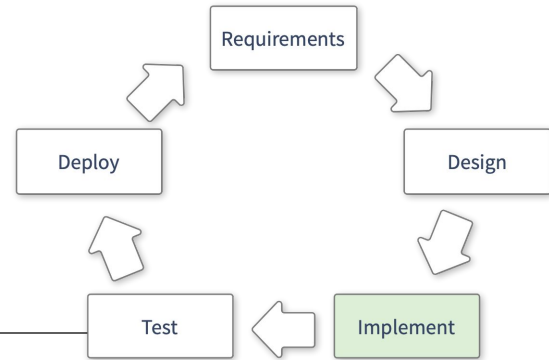 Requirements
Deploy
Design
Test
Implement